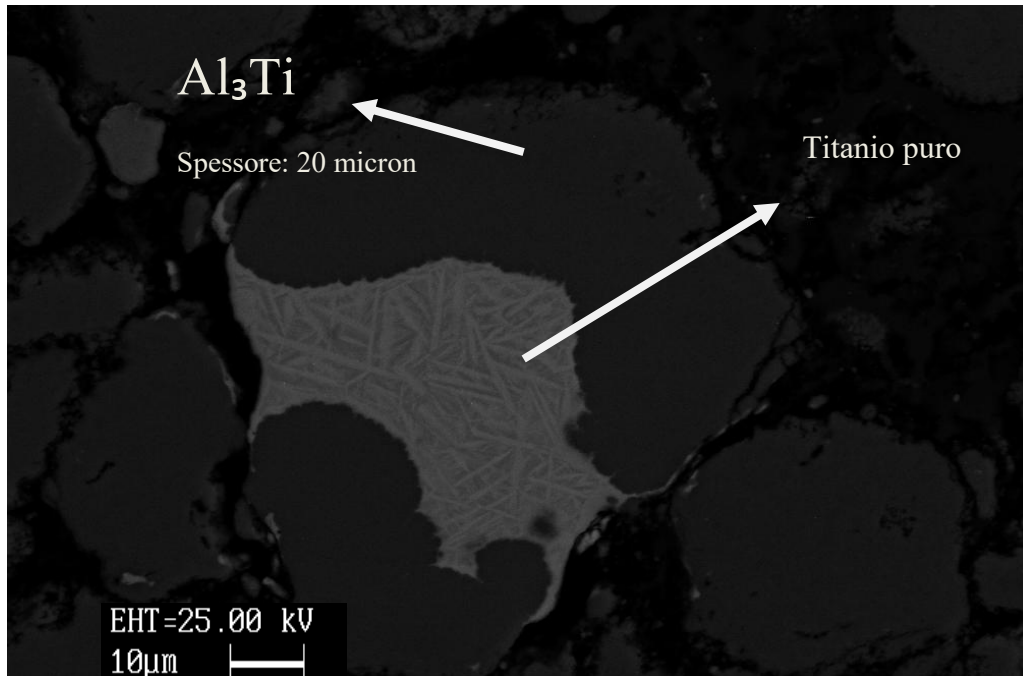 Al₃Ti
Spessore: 20 micron
Titanio puro
EHT=25.00 kV
10µm